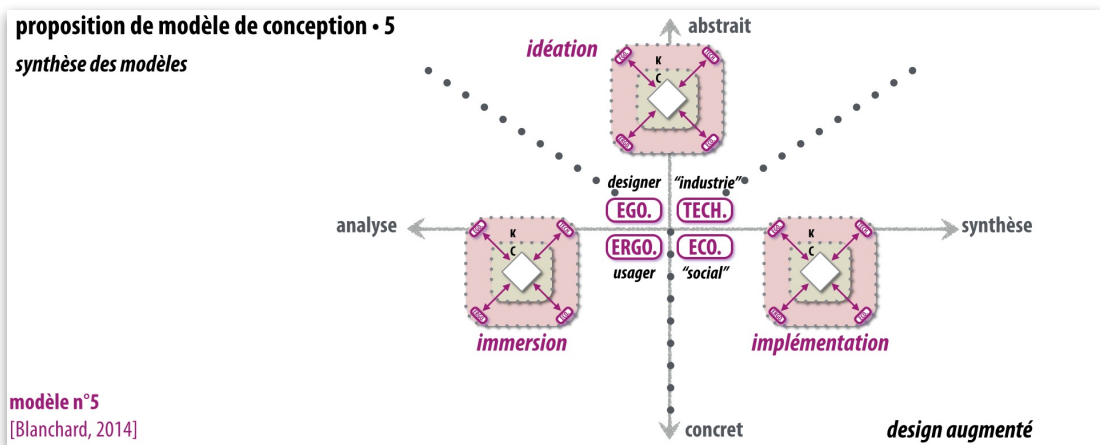 proposition de modèle de conception • 5
synthèse des modèles
abstrait
idéation
K
C
designer
"industrie"
EGO.
TECH.
analyse
synthèse
ERGO.
ECO.
usager
"social"
K
C
K
C
immersion
implémentation
modèle n°5
[Blanchard, 2014]
concret
design augmenté